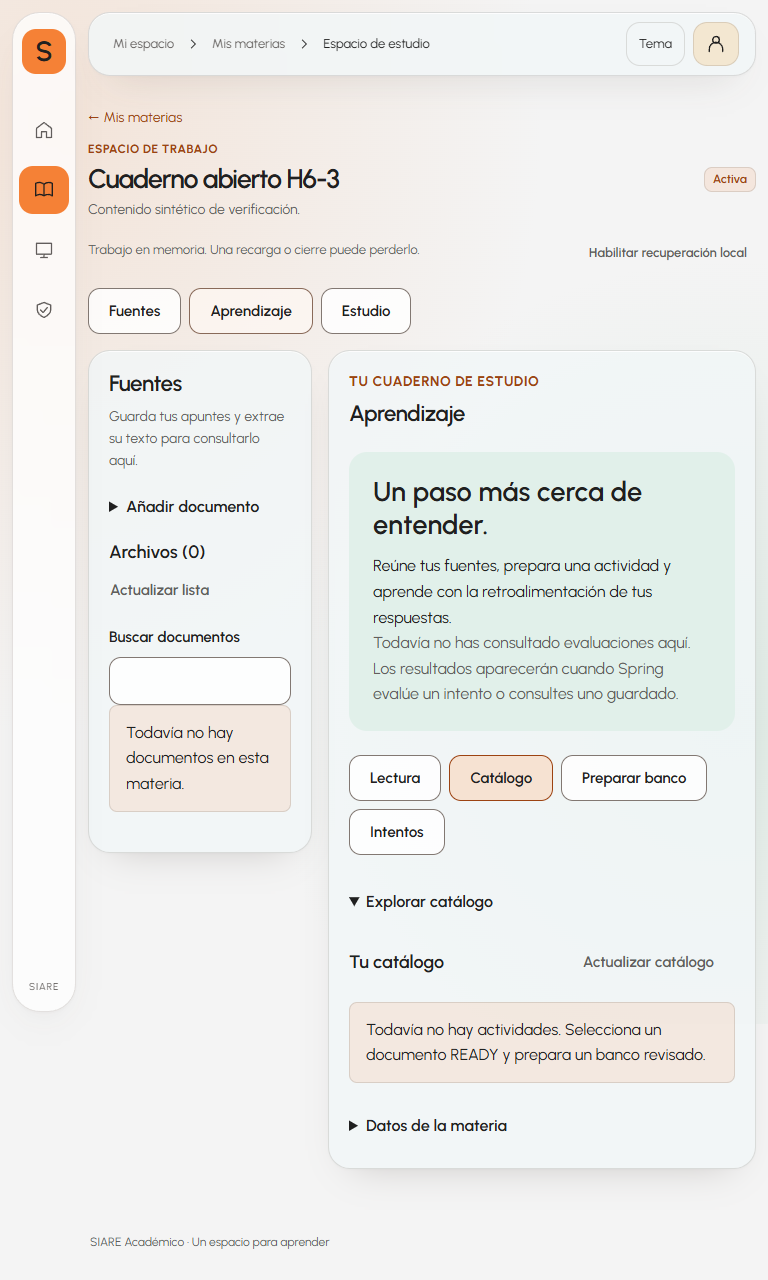 S
Mi espacio > Mis materias > Espacio de estudio
Tema
← Mis materias
ESPACIO DE TRABAJO
Cuaderno abierto H6-3
Activa
Contenido sintético de verificación.
Trabajo en memoria. Una recarga o cierre puede perderlo.
Habilitar recuperación local
Fuentes
Aprendizaje
Estudio
Fuentes
Guarda tus apuntes y extrae
su texto para consultarlo
aquí.
Añadir documento
Archivos (0)
Actualizar lista
Buscar documentos
Todavía no hay
documentos en esta
materia.
TU CUADERNO DE ESTUDIO
Aprendizaje
Un paso más cerca de
entender.
Reúne tus fuentes, prepara una actividad y
aprende con la retroalimentación de tus
respuestas.
Todavía no has consultado evaluaciones aquí.
Los resultados aparecerán cuando Spring
evalúe un intento o consultes uno guardado.
Lectura
Catálogo
Preparar banco
Intentos
Explorar catálogo
Tu catálogo
Actualizar catálogo
Todavía no hay actividades. Selecciona un
documento READY y prepara un banco revisado.
Datos de la materia
SIARE
SIARE Académico · Un espacio para aprender